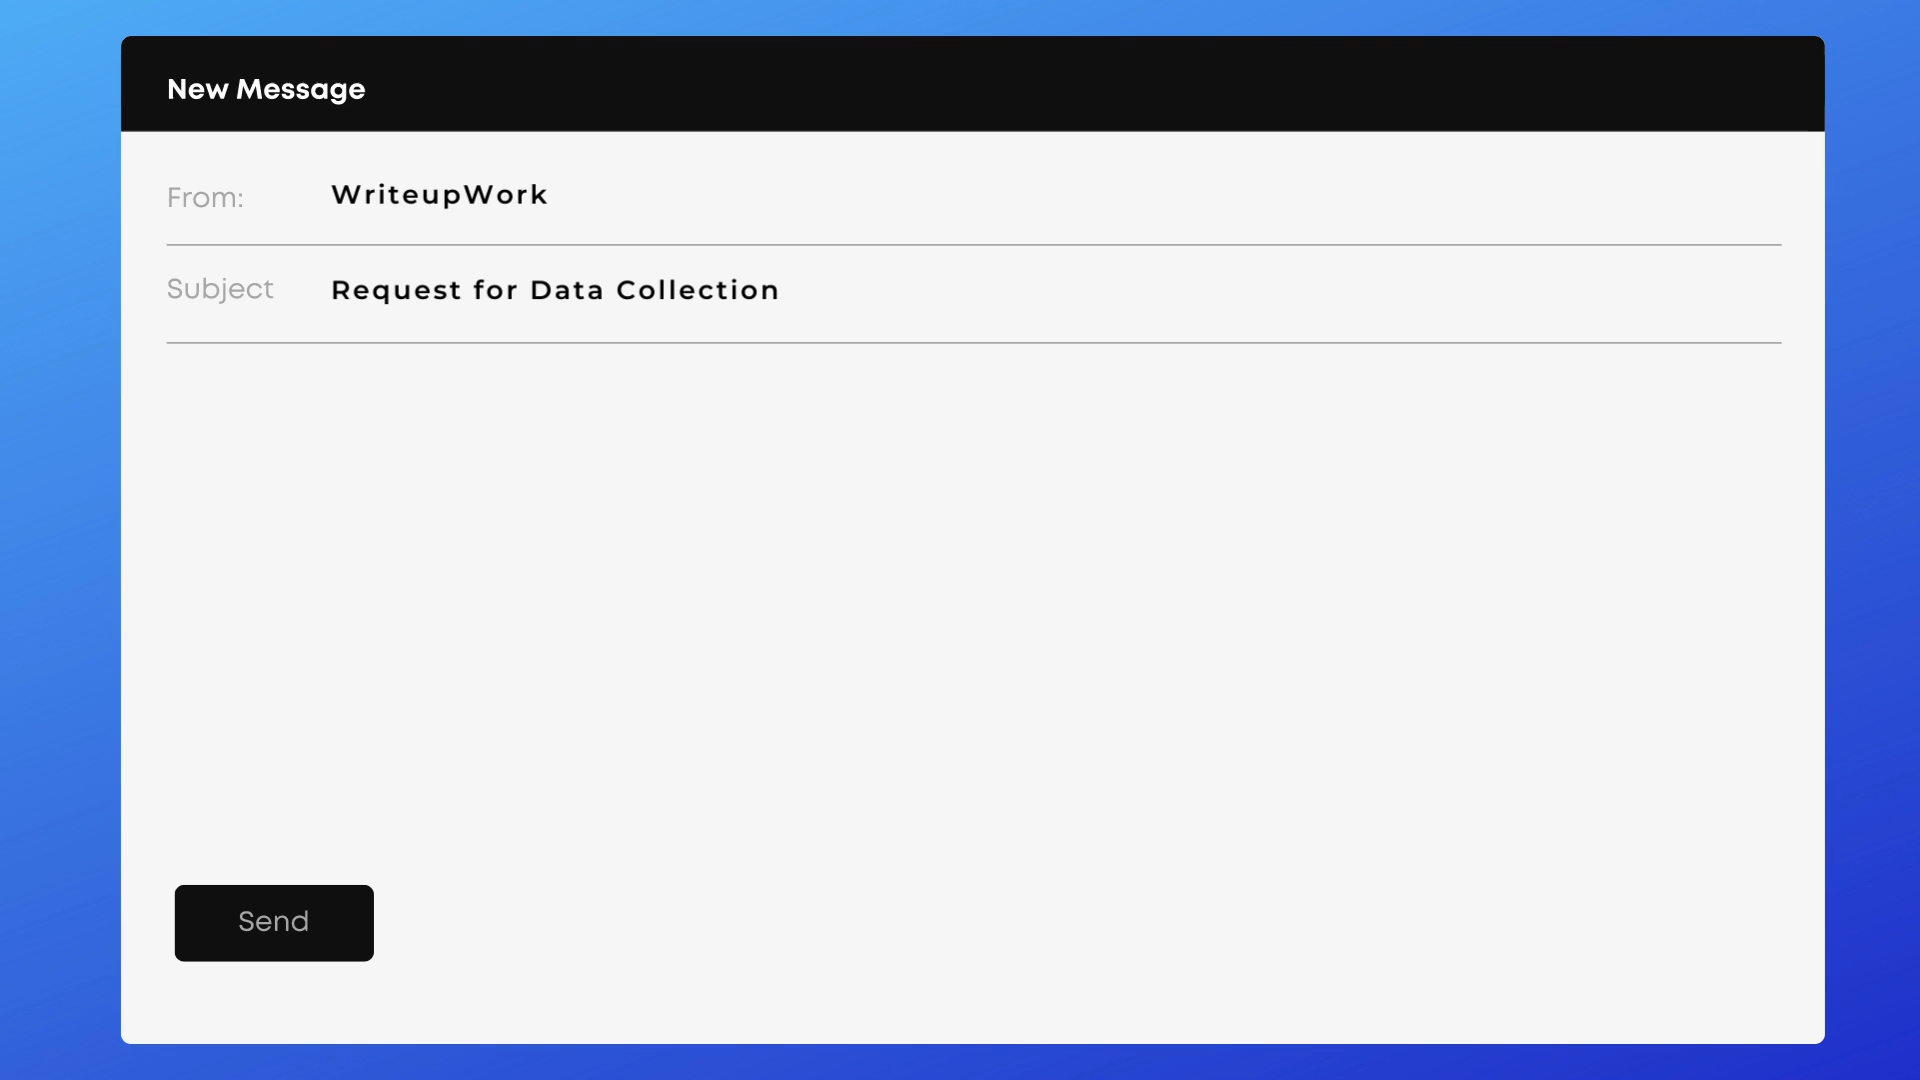 New Message
From: WriteupWork
Subject Request for Data Collection
Send